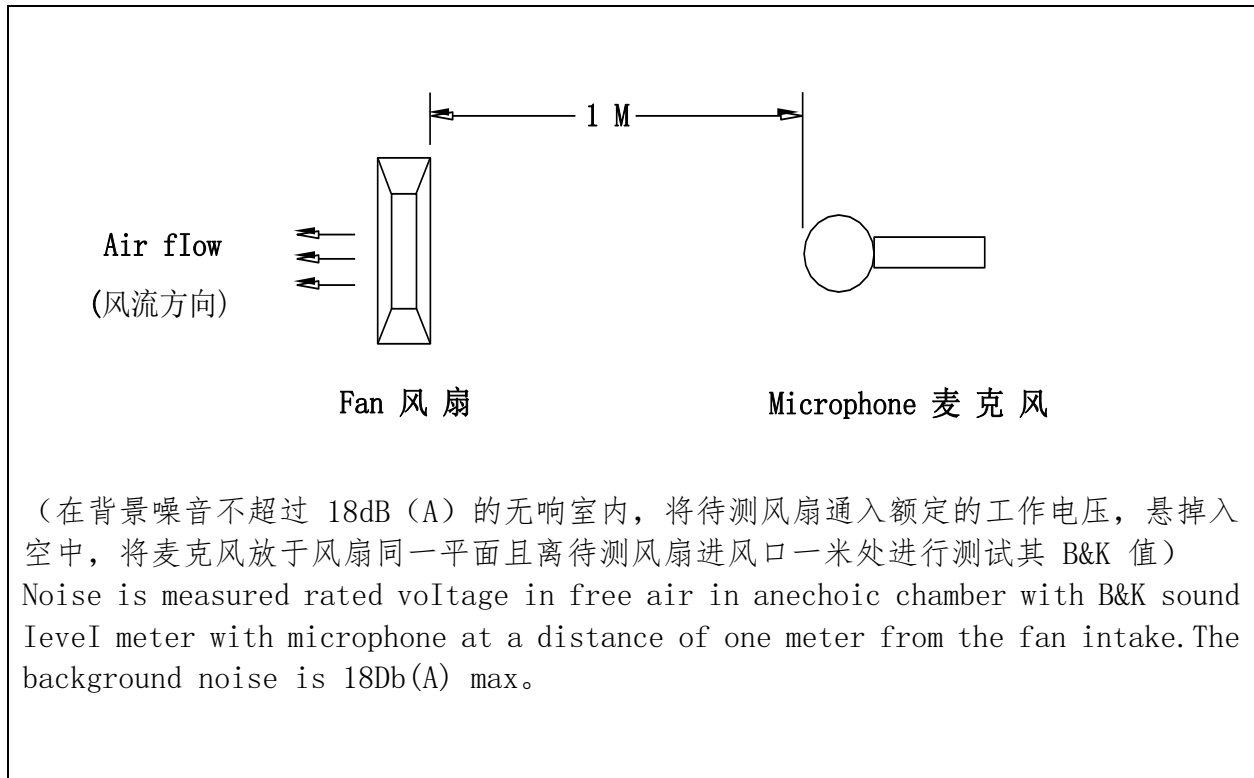 1 M
Air fIow
(风流方向)
Fan 风 扇
Microphone 麦 克 风
（在背景噪音不超过 18dB（A）的无响室内，将待测风扇通入额定的工作电压，悬掉入
空中，将麦克风放于风扇同一平面且离待测风扇进风口一米处进行测试其 B&K 值）
Noise is measured rated voItage in free air in anechoic chamber with B&K sound
IeveI meter with microphone at a distance of one meter from the fan intake.The
background noise is 18Db(A) max。